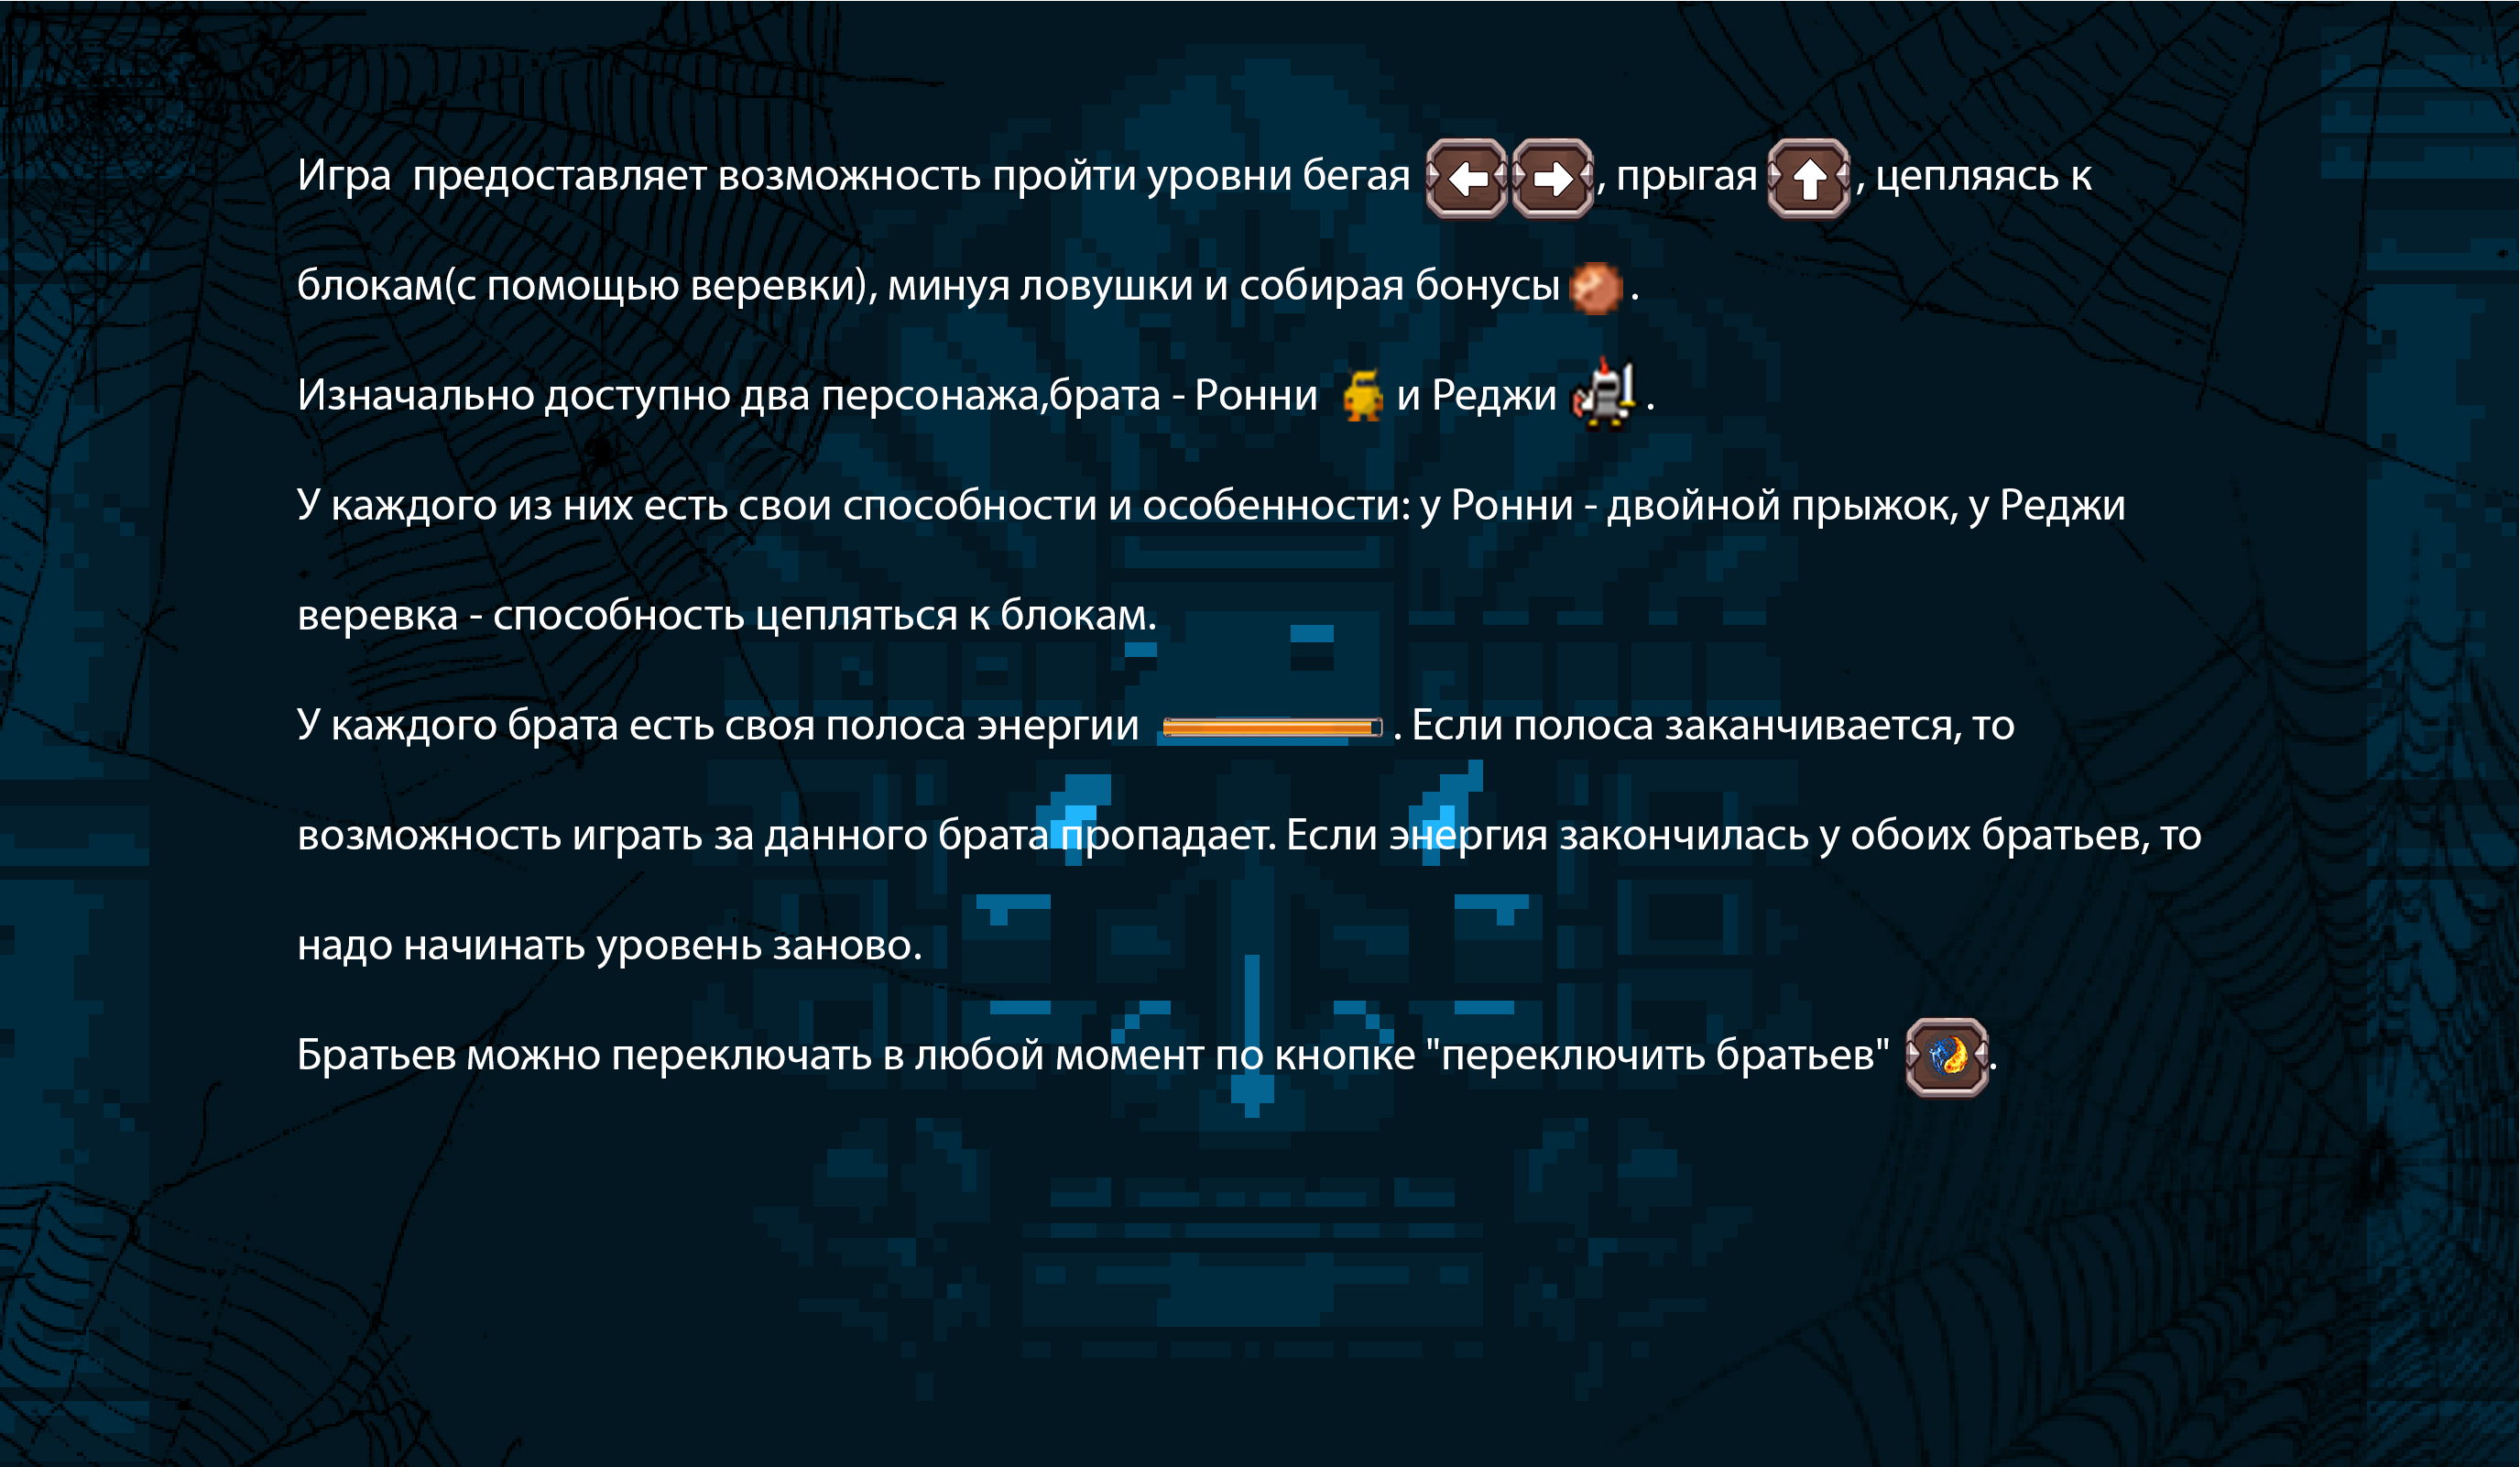 Игра  предоставляет возможность пройти уровни бегая , прыгая , цепляясь к
блокам(с помощью веревки), минуя ловушки и собирая бонусы .
Изначально доступно два персонажа,брата - Ронни и Реджи .
У каждого из них есть свои способности и особенности: у Ронни - двойной прыжок, у Реджи
веревка - способность цепляться к блокам.
У каждого брата есть своя полоса энергии . Если полоса заканчивается, то
возможность играть за данного брата пропадает. Если энергия закончилась у обоих братьев, то
надо начинать уровень заново.
Братьев можно переключать в любой момент по кнопке "переключить братьев" .